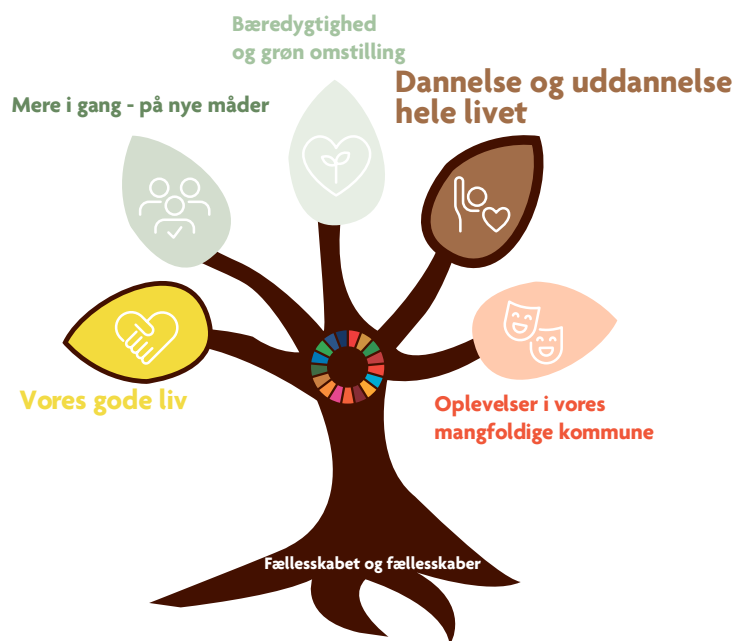 Bæredygtighed
og grøn omstilling
Mere i gang - på nye måder
Dannelse og uddannelse
hele livet
Vores gode liv
Oplevelser i vores
mangfoldige kommune
Fællesskabet og fællesskaber